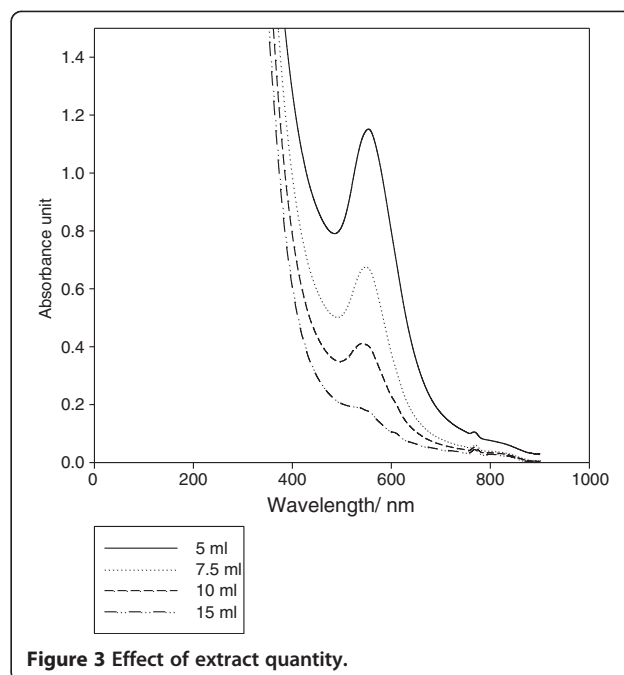 1.4
1.2
1.0
0.8
0.6
0.4
0.2
0.0
Absorbance unit
0 200 400 600 800 1000
Wavelength/ nm
5 ml
7.5 ml
10 ml
15 ml
Figure 3 Effect of extract quantity.